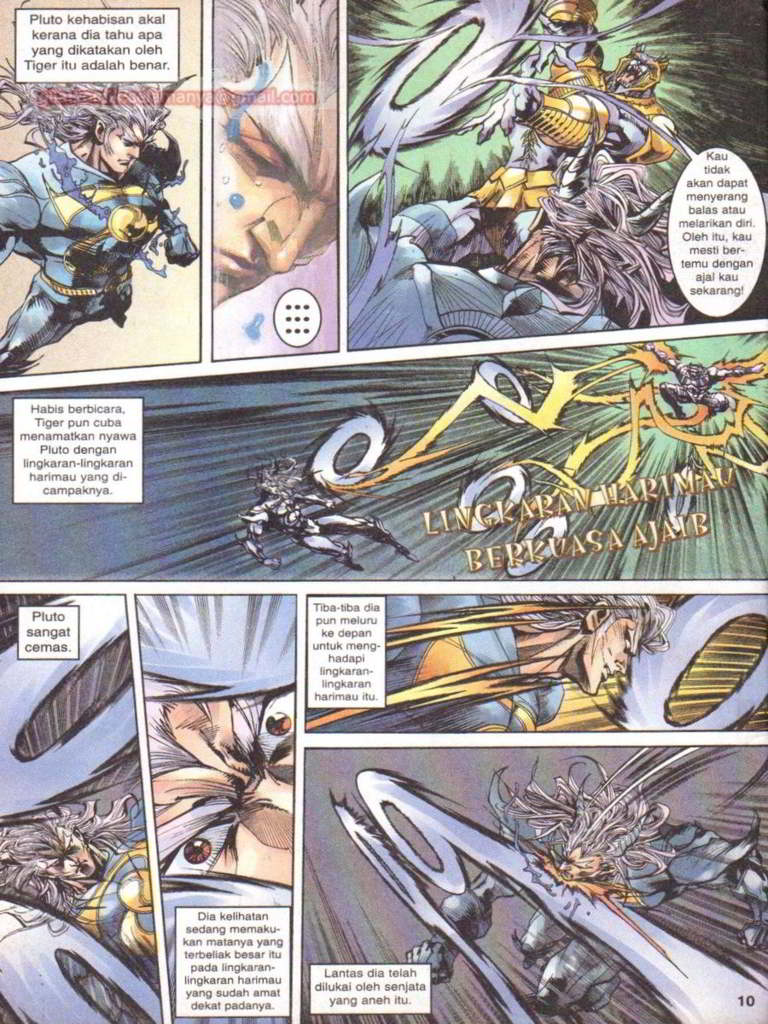 Pluto kehabisan akal
kerana dia tahu apa
yang dikatakan oleh
Tiger itu adalah benar.
Kau
tidak
akan dapat
menyerang
balas atau
melarikan diri.
Oleh itu, kau
mesti ber-
temu dengan
ajal kau
sekarang!
Habis berbicara,
Tiger pun cuba
menamatkan nyawa
Pluto dengan
lingkaran-lingkaran
harimau yang di-
campaknya.
LINGKARAN HARIMAU
BERKUASA AJAIB
Pluto
sangat
cemas.
Dia kelihatan
sedang memaku-
kan matanya yang
terbeliak besar itu
pada lingkaran-
lingkaran harimau
yang sudah amat
dekat padanya.
Tiba-tiba dia
pun meluru
ke depan
untuk meng-
hadapi
lingkaran-
lingkaran
harimau itu.
Lantas dia telah
dilukai oleh senjata
yang aneh itu.
10